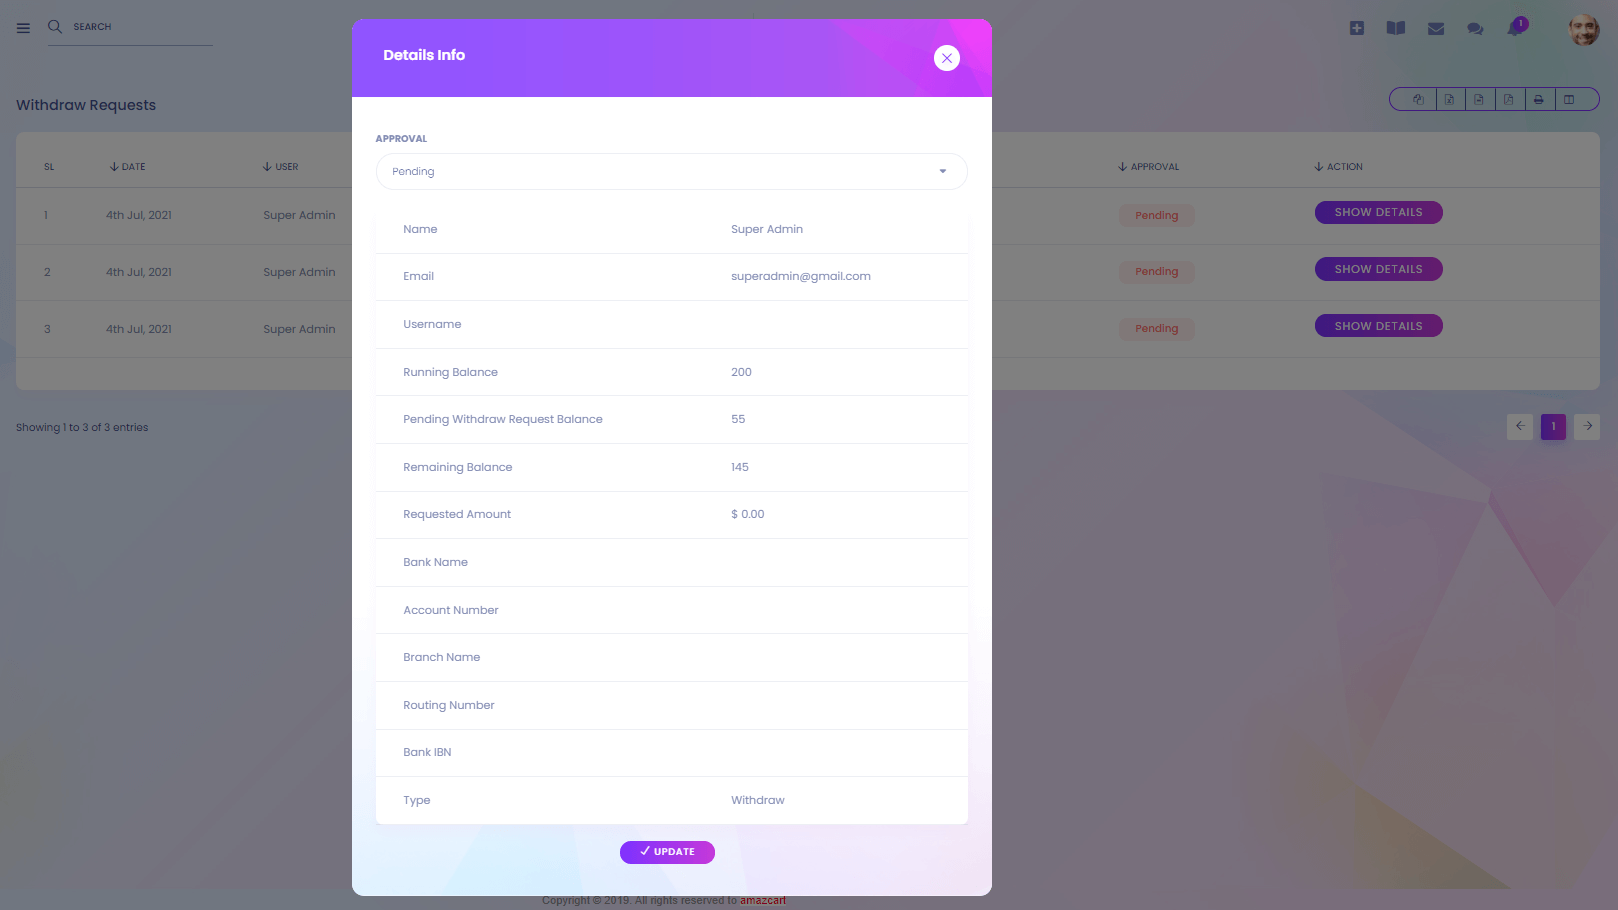 SEARCH
1
Details Info
Withdraw Requests
APPROVAL
Pending
SL DATE USER APPROVAL ACTION
1 4th Jul, 2021 Super Admin Pending SHOW DETAILS
2 4th Jul, 2021 Super Admin Pending SHOW DETAILS
3 4th Jul, 2021 Super Admin Pending SHOW DETAILS
Name Super Admin
Email superadmin@gmail.com
Username
Running Balance 200
Pending Withdraw Request Balance 55
Remaining Balance 145
Requested Amount $ 0.00
Bank Name
Account Number
Branch Name
Routing Number
Bank IBN
Type Withdraw
UPDATE
Showing 1 to 3 of 3 entries
1
Copyright © 2019. All rights reserved to amazcart